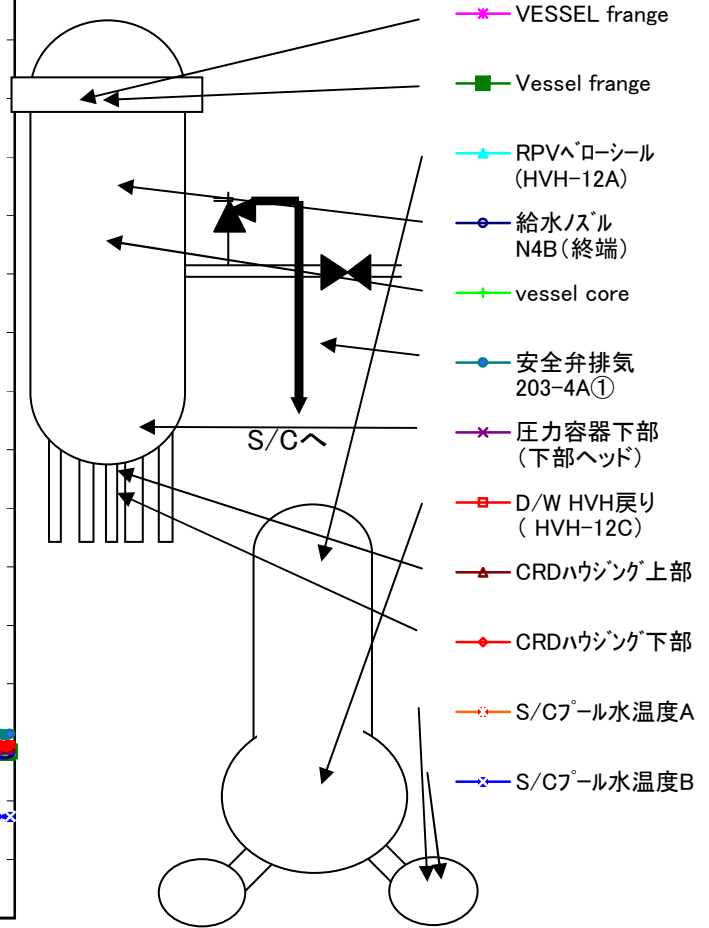 VESSEL frange
Vessel frange
RPVﾍﾞﾛｰｼｰﾙ
(HVH-12A)
給水ﾉｽﾞﾙ
N4B(終端)
vessel core
安全弁排気
203-4A①
圧力容器下部
(下部ヘッド)
D/W HVH戻り
( HVH-12C)
CRDﾊｳｼﾞﾝｸﾞ上部
CRDﾊｳｼﾞﾝｸﾞ下部
S/Cﾌﾟｰﾙ水温度A
S/Cﾌﾟｰﾙ水温度B
S/Cへ